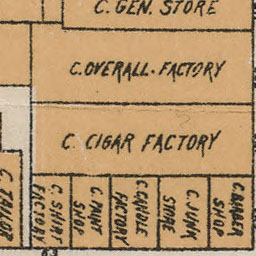 C. GEN. STORE
C. OVERALL. FACTORY
C. CIGAR FACTORY
C. TAILOR
C. SHIRT
FACTORY
C. PAINT
SHOP
C. CANDLE
FACTORY
C. JUNK
STORE
C. BARBER
SHOP.